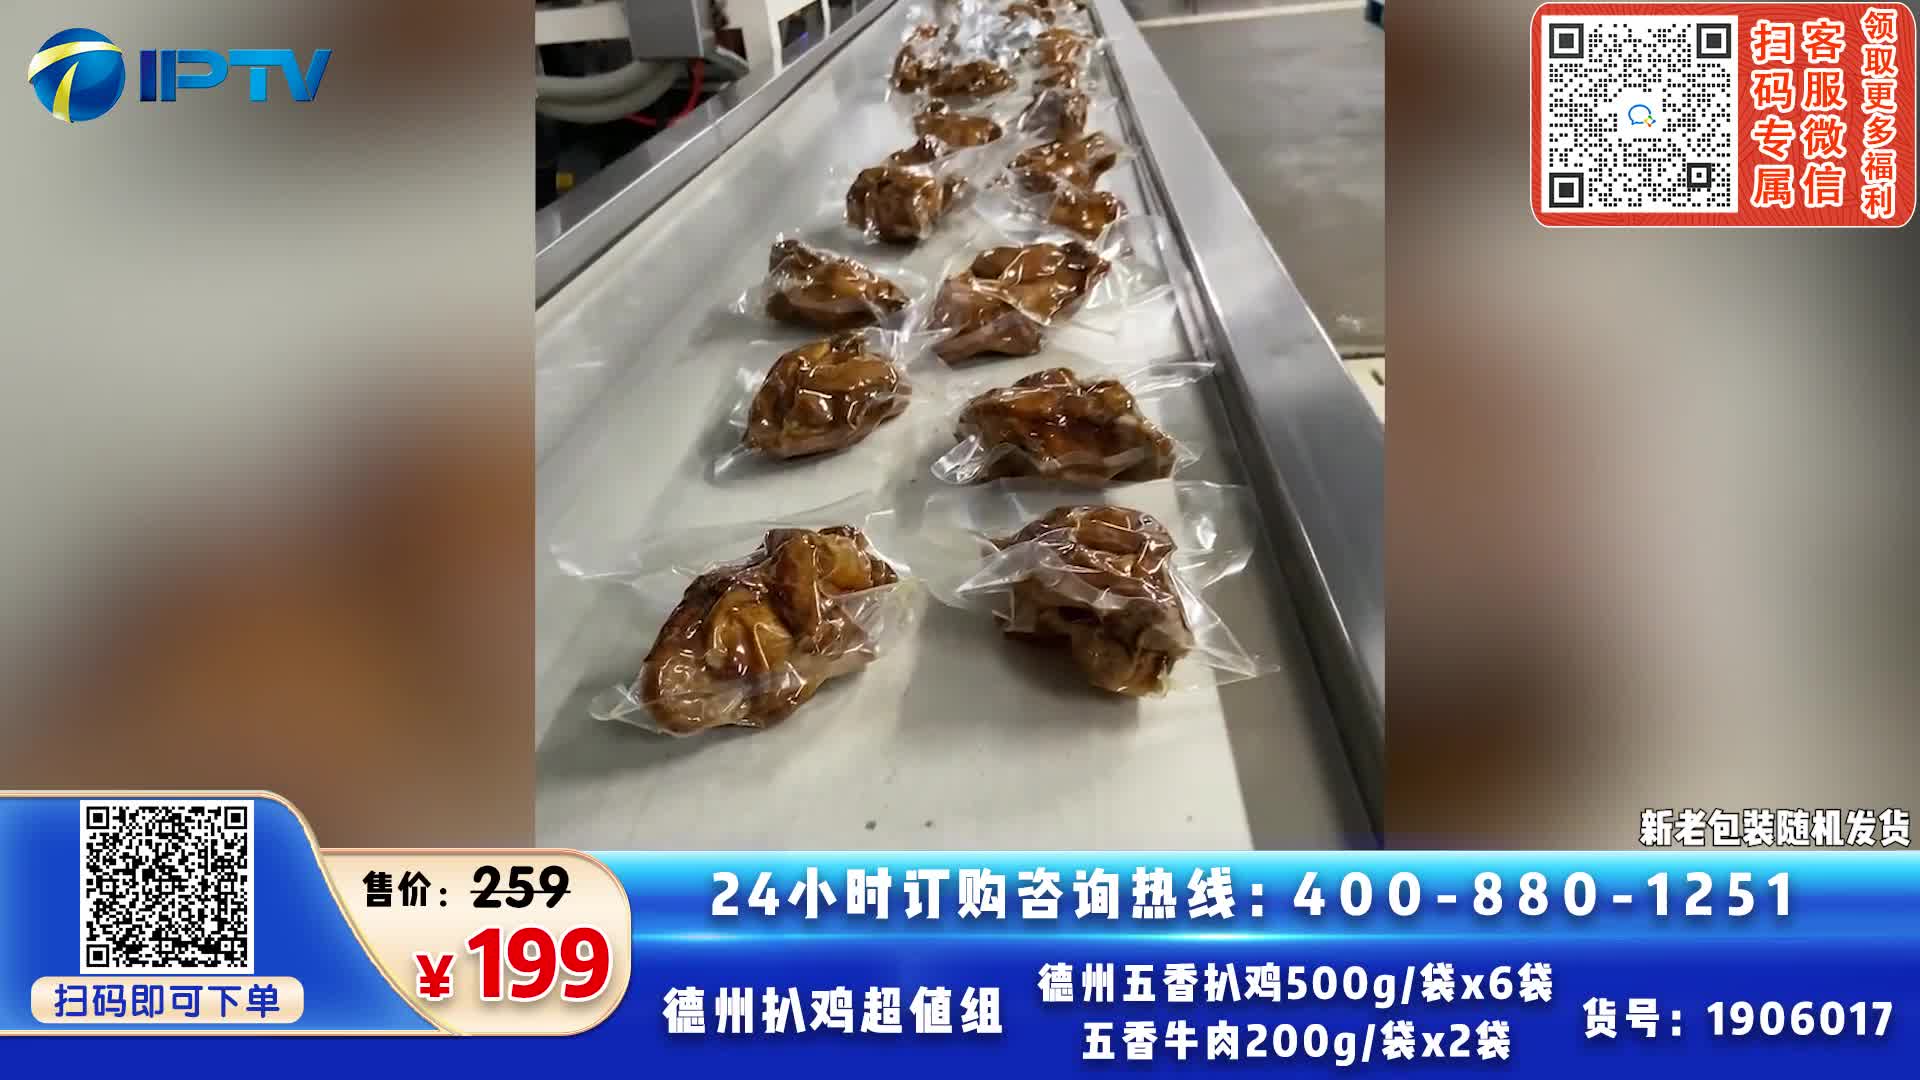 IPTV
扫码专属
客服微信
领取更多福利
新老包装随机发货
售价：259
¥199
扫码即可下单
24小时订购咨询热线：400-880-1251
德州扒鸡超值组
德州五香扒鸡500g/袋x6袋
五香牛肉200g/袋x2袋
货号：1906017